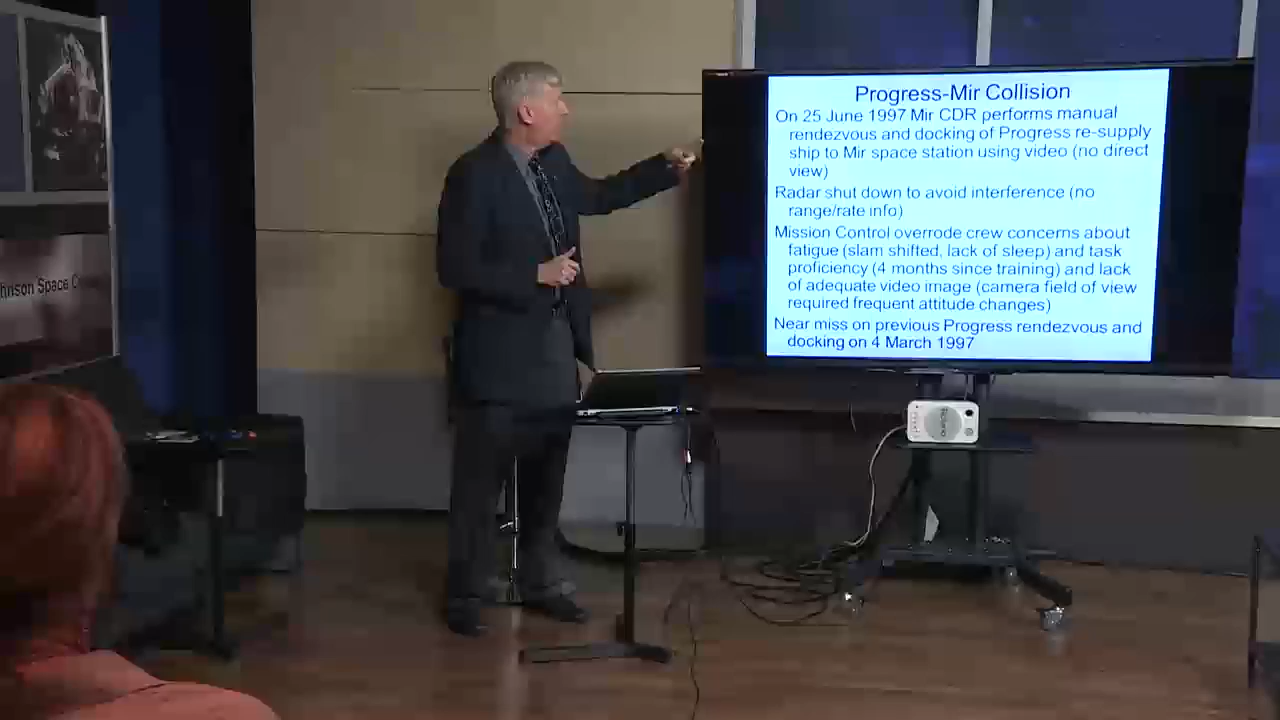 Progress-Mir Collision
On 25 June 1997 Mir CDR performs manual
rendezvous and docking of Progress re-supply
ship to Mir space station using video (no direct
view)
Radar shut down to avoid interference (no
range/rate info)
Mission Control overrode crew concerns about
fatigue (slam shifted, lack of sleep) and task
proficiency (4 months since training) and lack
of adequate video image (camera field of view
required frequent attitude changes)
Near miss on previous Progress rendezvous and
docking on 4 March 1997
hnson Space C